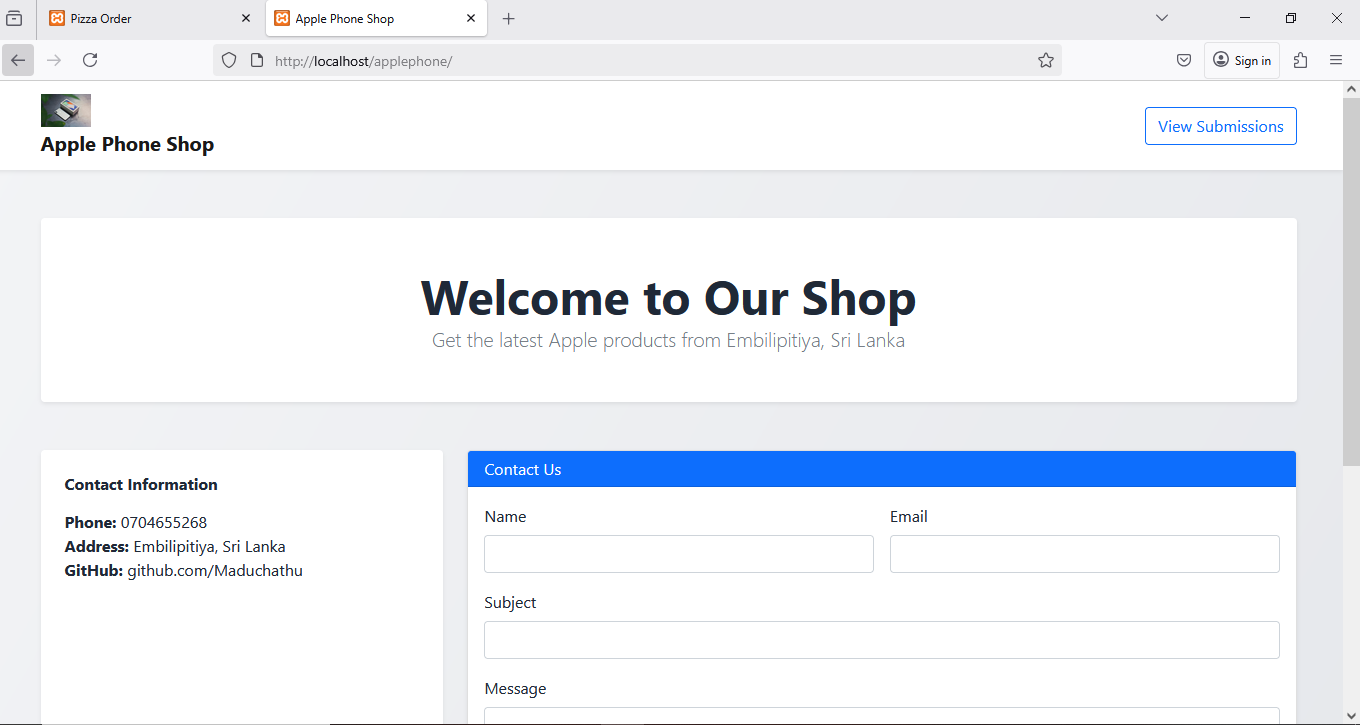 Pizza Order
Apple Phone Shop
http://localhost/applephone/
Sign in
Apple Phone Shop
View Submissions
Welcome to Our Shop
Get the latest Apple products from Embilipitiya, Sri Lanka
Contact Information
Phone: 0704655268
Address: Embilipitiya, Sri Lanka
GitHub: github.com/Maduchathu
Contact Us
Name
Email
Subject
Message